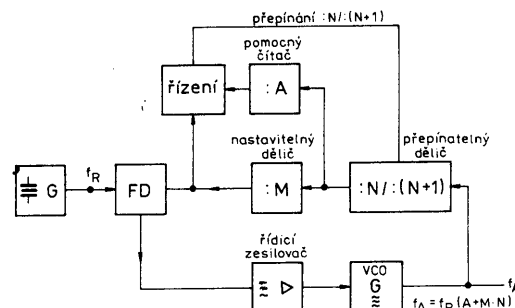 přepínání :N/:(N+1)
pomocný
čítač
řízení
:A
nastavitelný
dělič
přepínatelný
dělič
G
f_R
FD
:M
:N/:(N+1)
řídicí
zesilovač
VCO
G
f_A = f_R (A+M·N)